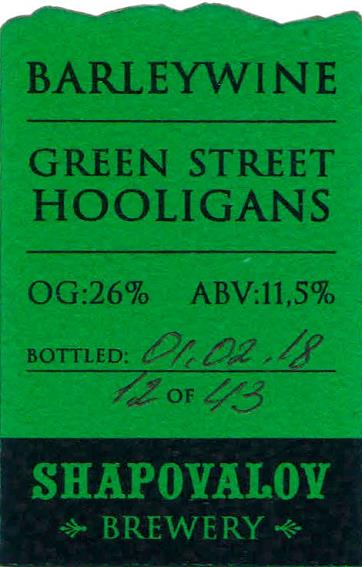 BARLEYWINE
GREEN STREET
HOOLIGANS
OG:26% ABV:11,5%
BOTTLED: 01.02.18
12 OF 43
SHAPOVALOV
BREWERY